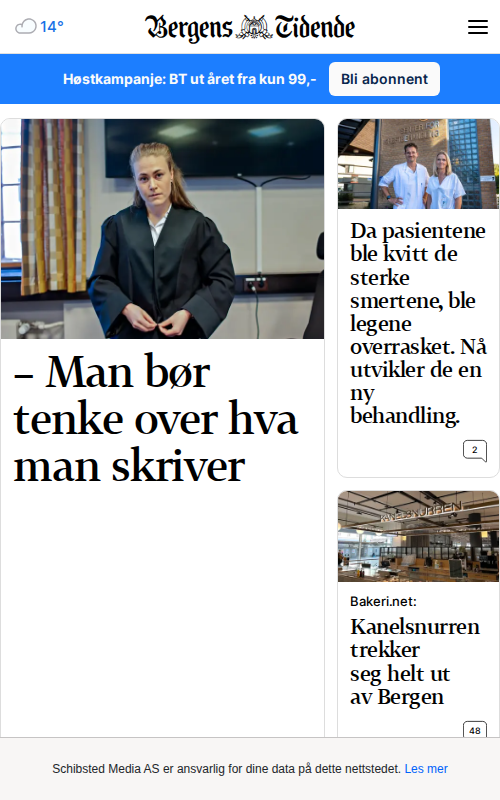 14°
Bergens Tidende
Høstkampanje: BT ut året fra kun 99,-
Bli abonnent
– Man bør
tenke over hva
man skriver
Da pasientene
ble kvitt de
sterke
smertene, ble
legene
overrasket. Nå
utvikler de en
ny
behandling.
2
KANELSNURREN
Bakeri.net:
Kanelsnurren
trekker
seg helt ut
av Bergen
48
Schibsted Media AS er ansvarlig for dine data på dette nettstedet. Les mer